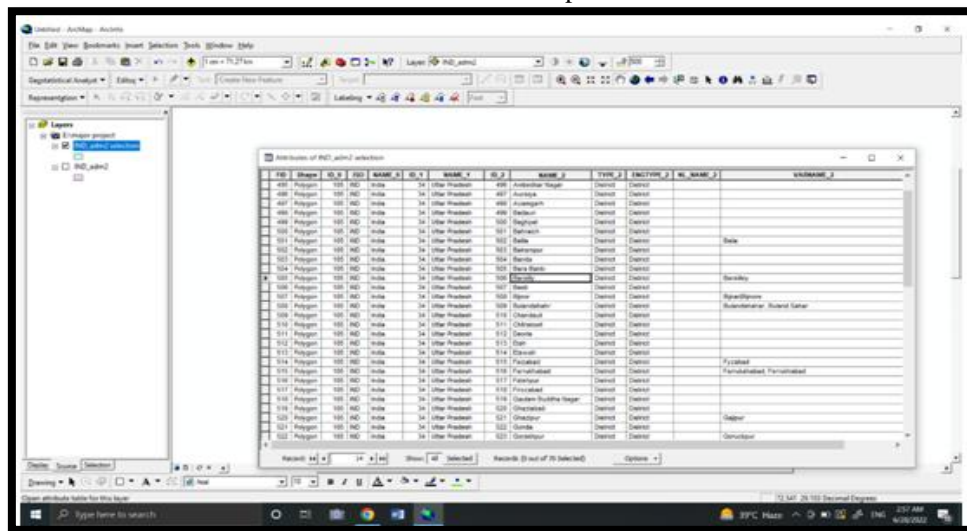 Untitled - ArcMap - ArcInfo
File Edit View Bookmarks Insert Selection Tools Window Help
Layer: IND_adm2
Geostatistical Analyst Editor Create New Feature
Representation Labeling Fast
Layers
E:\major project
IND_adm2 selection
IND_adm2
Attributes of IND_adm2 selection
FID Shape ID_0 ISO NAME_0 ID_1 NAME_1 ID_2 NAME_2 TYPE_2 ENGTYPE_2 NL_NAME_2 VARNAME_2
Polygon 105 IND India 34 Uttar Pradesh 496 Ambedkar Nagar District District
Polygon 105 IND India 34 Uttar Pradesh 497 Auraiya District District
Polygon 105 IND India 34 Uttar Pradesh 498 Azamgarh District District
Polygon 105 IND India 34 Uttar Pradesh 499 Badaun District District
499 Polygon 105 IND India 34 Uttar Pradesh 500 Baghpat District District
500 Polygon 105 IND India 34 Uttar Pradesh 501 Bahraich District District
501 Polygon 105 IND India 34 Uttar Pradesh 502 Ballia District District
502 Polygon 105 IND India 34 Uttar Pradesh 503 Balrampur District District
503 Polygon 105 IND India 34 Uttar Pradesh 504 Banda District District
504 Polygon 105 IND India 34 Uttar Pradesh 505 Bara Banki District District
505 Polygon 105 IND India 34 Uttar Pradesh 506 Bareilly District District
506 Polygon 105 IND India 34 Uttar Pradesh 507 Basti District District
507 Polygon 105 IND India 34 Uttar Pradesh 508 Bijnor District District
508 Polygon 105 IND India 34 Uttar Pradesh 509 Bulandshahr District District
509 Polygon 105 IND India 34 Uttar Pradesh 510 Chandauli District District
510 Polygon 105 IND India 34 Uttar Pradesh 511 Chitrakoot District District
511 Polygon 105 IND India 34 Uttar Pradesh 512 Deoria District District
512 Polygon 105 IND India 34 Uttar Pradesh 513 Etah District District
513 Polygon 105 IND India 34 Uttar Pradesh 514 Etawah District District
514 Polygon 105 IND India 34 Uttar Pradesh 515 Faizabad District District Fyzabad
515 Polygon 105 IND India 34 Uttar Pradesh 516 Farrukhabad District District
516 Polygon 105 IND India 34 Uttar Pradesh 517 Fatehpur District District
517 Polygon 105 IND India 34 Uttar Pradesh 518 Firozabad District District
518 Polygon 105 IND India 34 Uttar Pradesh 519 Gautam Buddha Nagar District District
519 Polygon 105 IND India 34 Uttar Pradesh 520 Ghaziabad District District
520 Polygon 105 IND India 34 Uttar Pradesh 521 Ghazipur District District
521 Polygon 105 IND India 34 Uttar Pradesh 522 Gonda District District
522 Polygon 105 IND India 34 Uttar Pradesh 523 Gorakhpur District District
Record: Show: All Selected Records (0 out of 70 Selected) Options
Display Source Selection
Drawing Arial 10 B I U A
Open attribute table for this layer Decimal Degrees
Type here to search 39°C Haze ENG 2:57 AM
6/28/2022